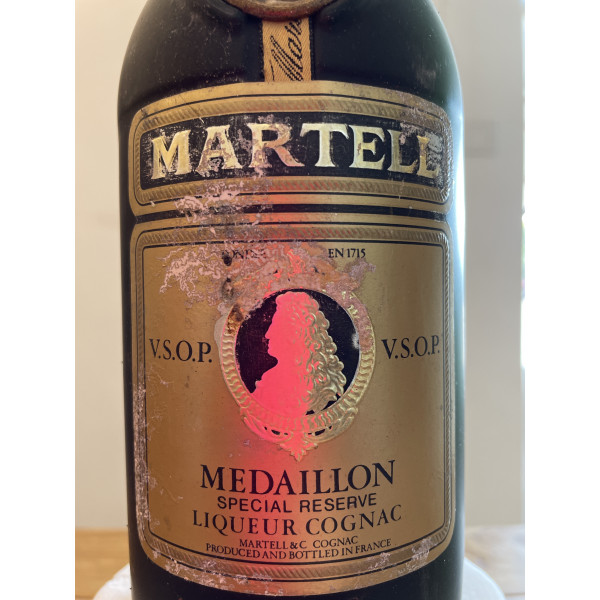 MARTELL
EN 1715
V.S.O.P. V.S.O.P.
MEDAILLON
SPECIAL RESERVE
LIQUEUR COGNAC
MARTELL & C. COGNAC
PRODUCED AND BOTTLED IN FRANCE